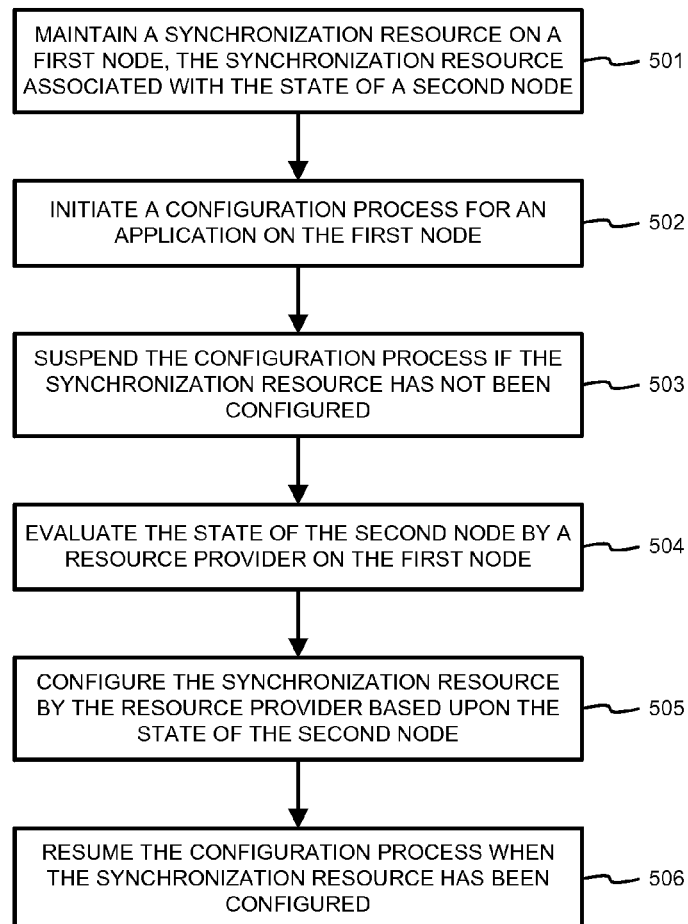 MAINTAIN A SYNCHRONIZATION RESOURCE ON A
FIRST NODE, THE SYNCHRONIZATION RESOURCE
ASSOCIATED WITH THE STATE OF A SECOND NODE
501
INITIATE A CONFIGURATION PROCESS FOR AN
APPLICATION ON THE FIRST NODE
502
SUSPEND THE CONFIGURATION PROCESS IF THE
SYNCHRONIZATION RESOURCE HAS NOT BEEN
CONFIGURED
503
EVALUATE THE STATE OF THE SECOND NODE BY A
RESOURCE PROVIDER ON THE FIRST NODE
504
CONFIGURE THE SYNCHRONIZATION RESOURCE
BY THE RESOURCE PROVIDER BASED UPON THE
STATE OF THE SECOND NODE
505
RESUME THE CONFIGURATION PROCESS WHEN
THE SYNCHRONIZATION RESOURCE HAS BEEN
CONFIGURED
506